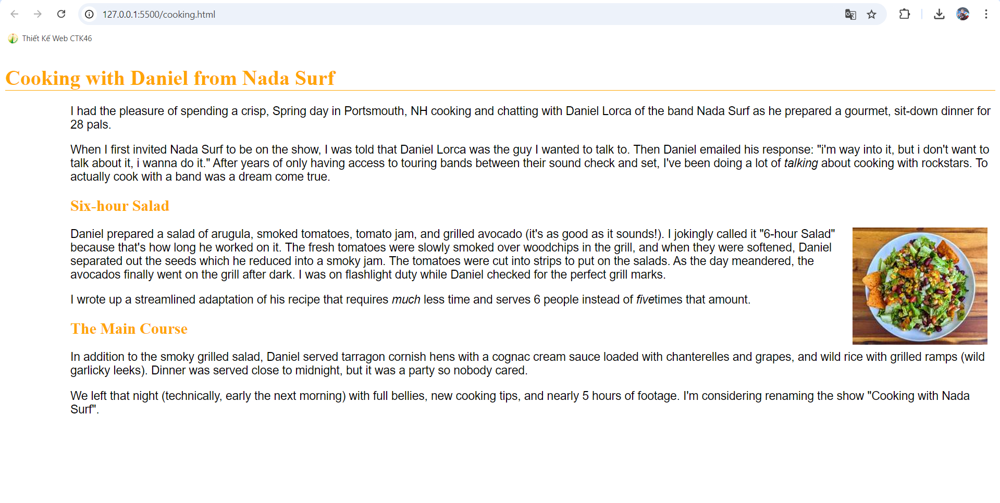 127.0.0.1:5500/cooking.html
Thiết Kế Web CTK46
Cooking with Daniel from Nada Surf
I had the pleasure of spending a crisp, Spring day in Portsmouth, NH cooking and chatting with Daniel Lorca of the band Nada Surf as he prepared a gourmet, sit-down dinner for
28 pals.
When I first invited Nada Surf to be on the show, I was told that Daniel Lorca was the guy I wanted to talk to. Then Daniel emailed his response: "i'm way into it, but i don't want to
talk about it, i wanna do it." After years of only having access to touring bands between their sound check and set, I've been doing a lot of talking about cooking with rockstars. To
actually cook with a band was a dream come true.
Six-hour Salad
Daniel prepared a salad of arugula, smoked tomatoes, tomato jam, and grilled avocado (it's as good as it sounds!). I jokingly called it "6-hour Salad"
because that's how long he worked on it. The fresh tomatoes were slowly smoked over woodchips in the grill, and when they were softened, Daniel
separated out the seeds which he reduced into a smoky jam. The tomatoes were cut into strips to put on the salads. As the day meandered, the
avocados finally went on the grill after dark. I was on flashlight duty while Daniel checked for the perfect grill marks.
I wrote up a streamlined adaptation of his recipe that requires much less time and serves 6 people instead of fivetimes that amount.
The Main Course
In addition to the smoky grilled salad, Daniel served tarragon cornish hens with a cognac cream sauce loaded with chanterelles and grapes, and wild rice with grilled ramps (wild
garlicky leeks). Dinner was served close to midnight, but it was a party so nobody cared.
We left that night (technically, early the next morning) with full bellies, new cooking tips, and nearly 5 hours of footage. I'm considering renaming the show "Cooking with Nada
Surf".